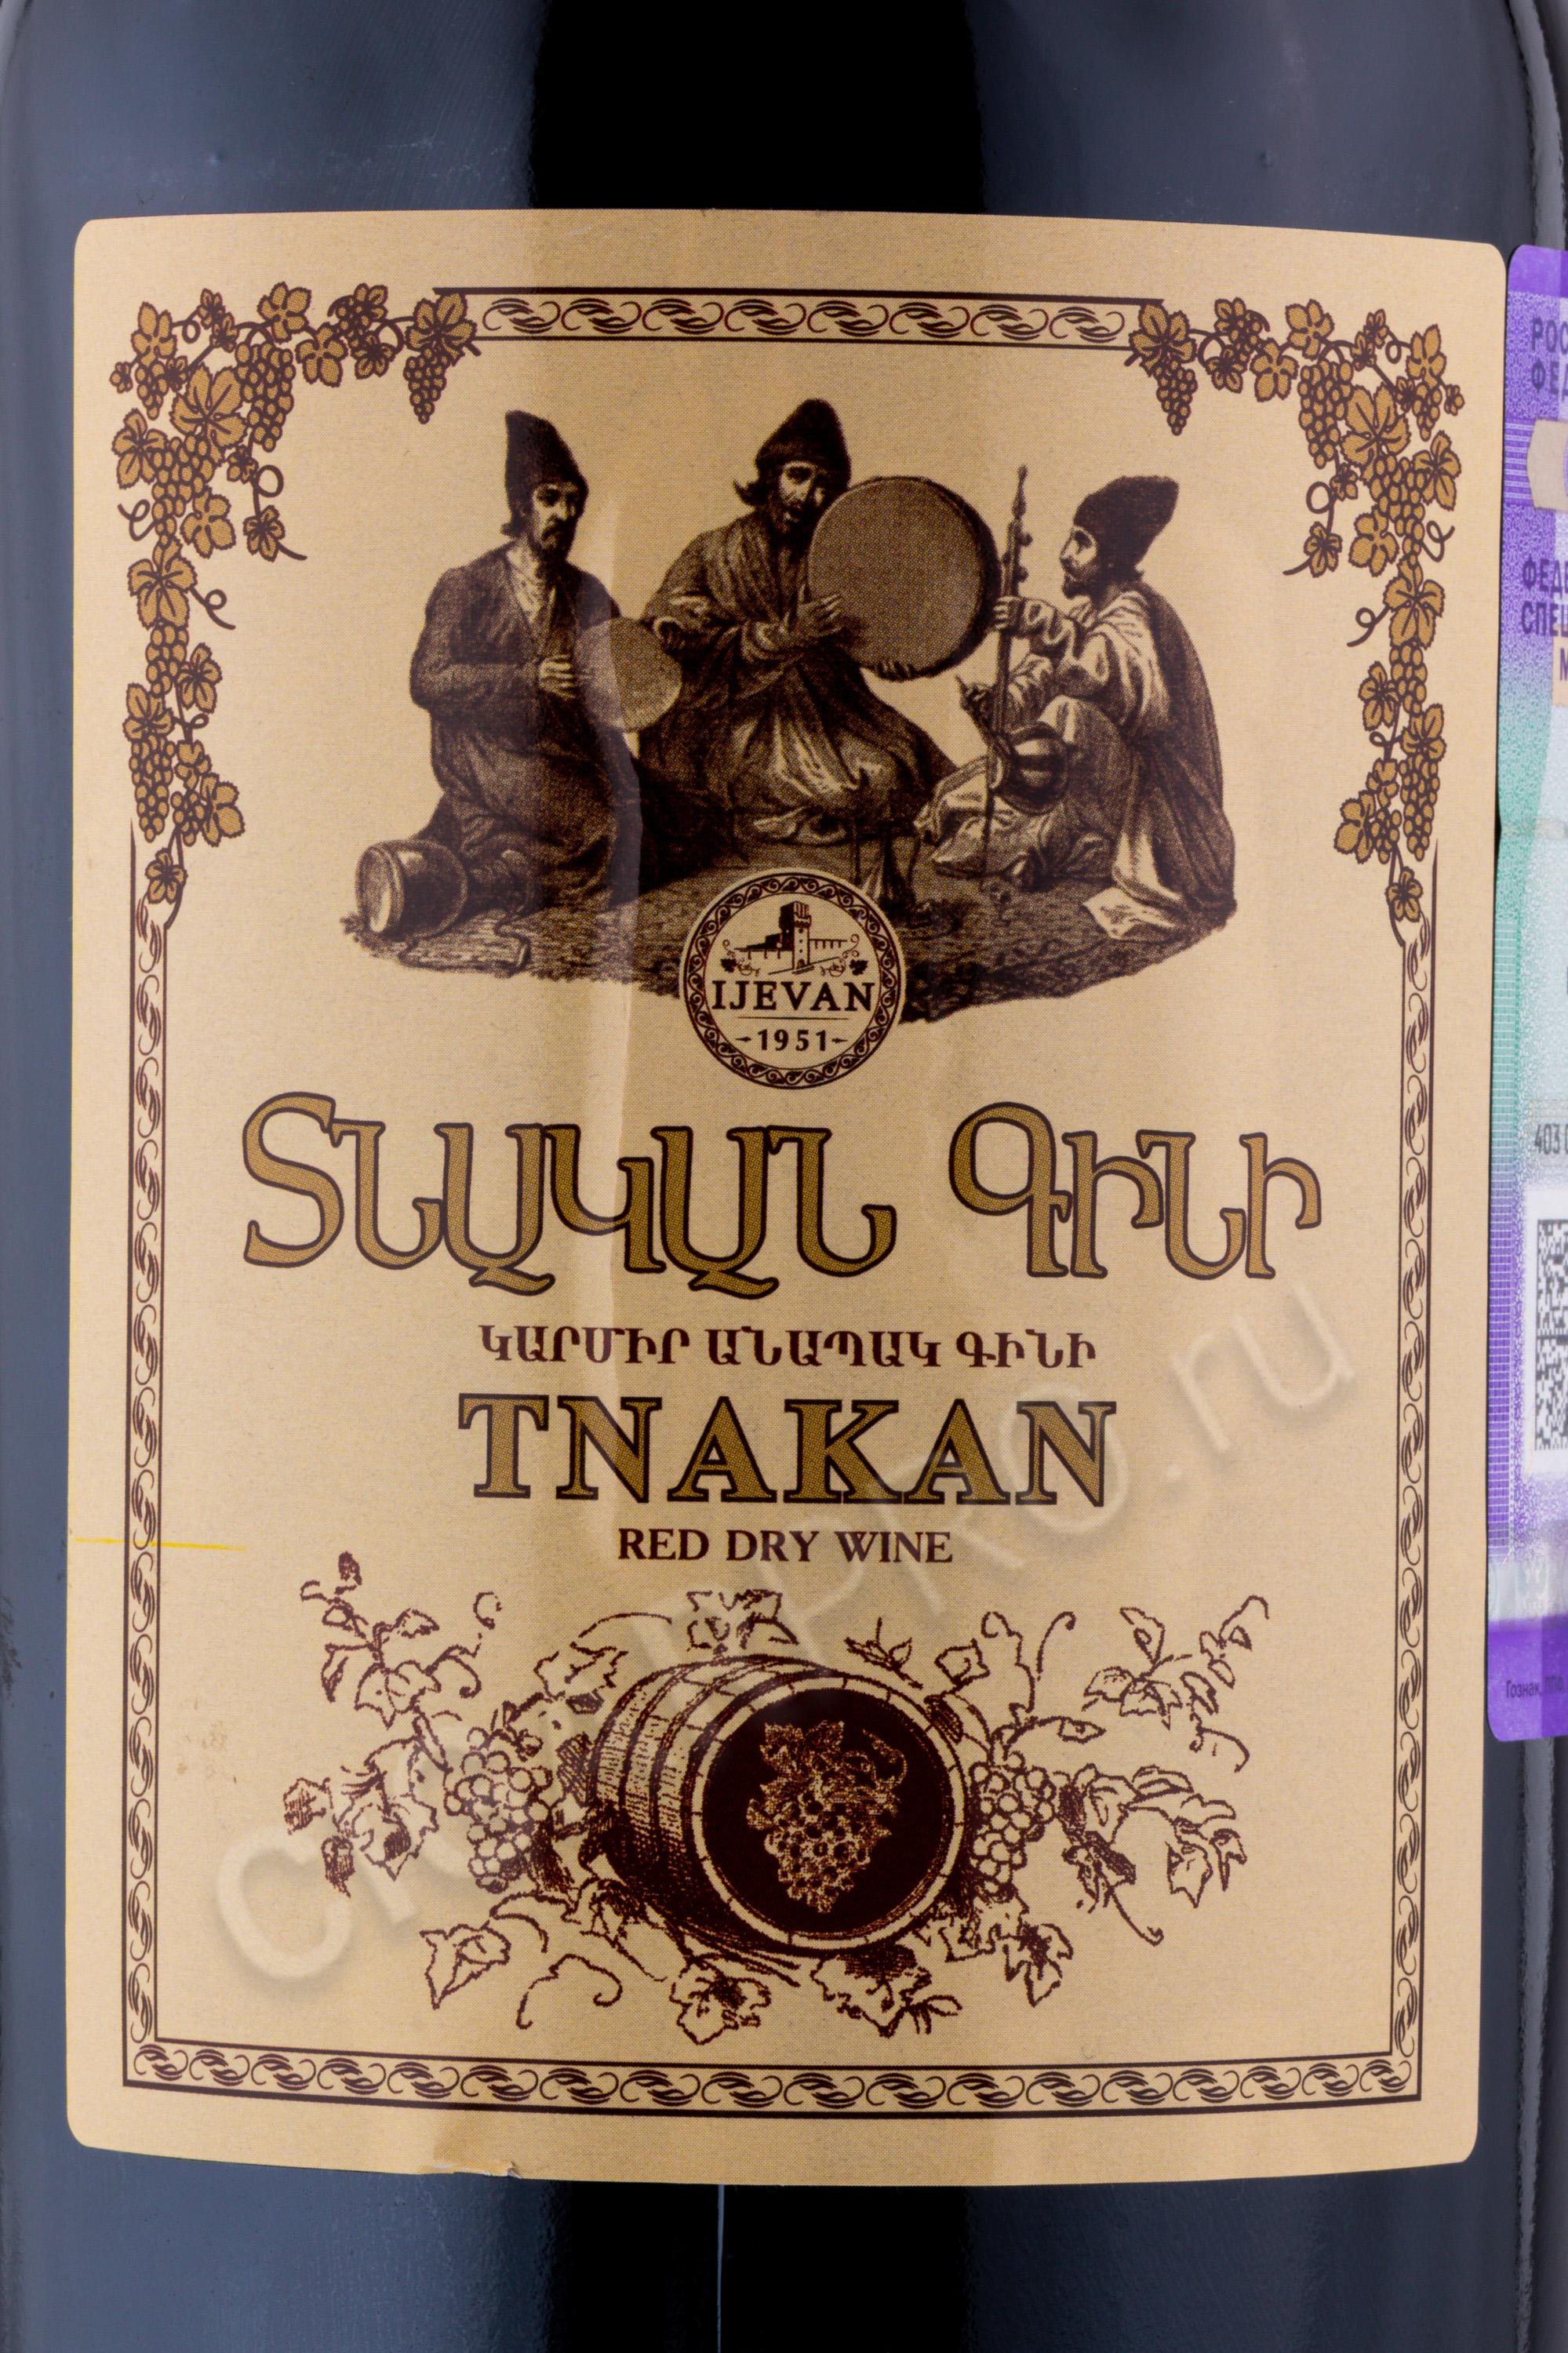 IJEVAN
1951
ՏՆԱԿԱՆ ԳԻՆԻ
ԿԱՐՄԻՐ ԱՆԱՊԱԿ ԳԻՆԻ
TNAKAN
RED DRY WINE